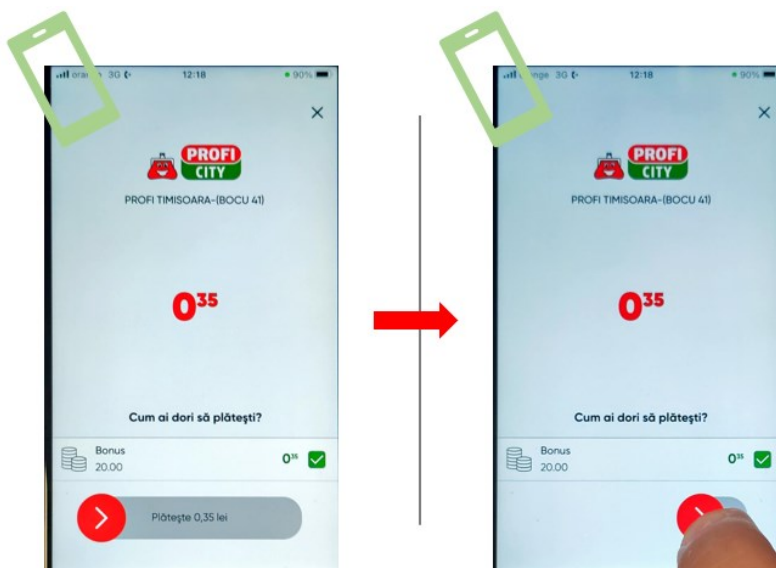 12:18
90%
PROFI
CITY
PROFI TIMISOARA-(BOCU 41)
0³⁵
Cum ai dori să plătești?
Bonus
20.00
0³⁵
Plătește 0,35 lei
3G
12:18
90%
PROFI
CITY
PROFI TIMISOARA-(BOCU 41)
0³⁵
Cum ai dori să plătești?
Bonus
20.00
0³⁵